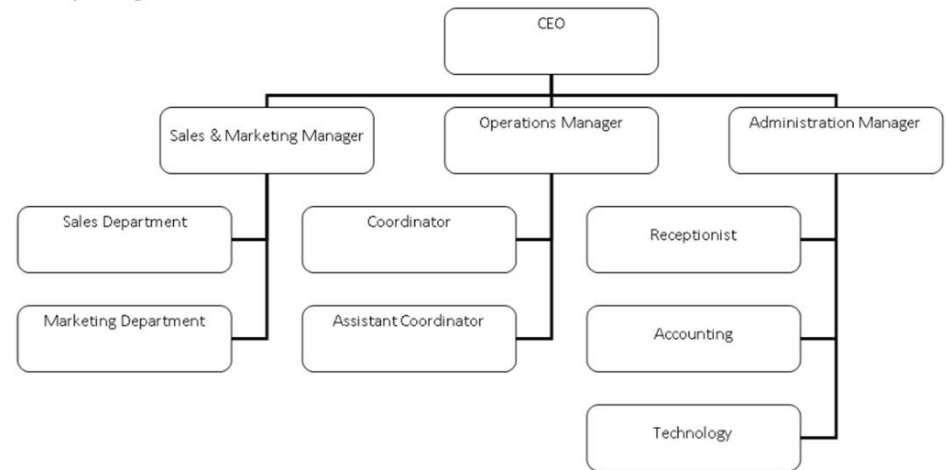 CEO
Sales & Marketing Manager
Operations Manager
Administration Manager
Sales Department
Coordinator
Receptionist
Marketing Department
Assistant Coordinator
Accounting
Technology